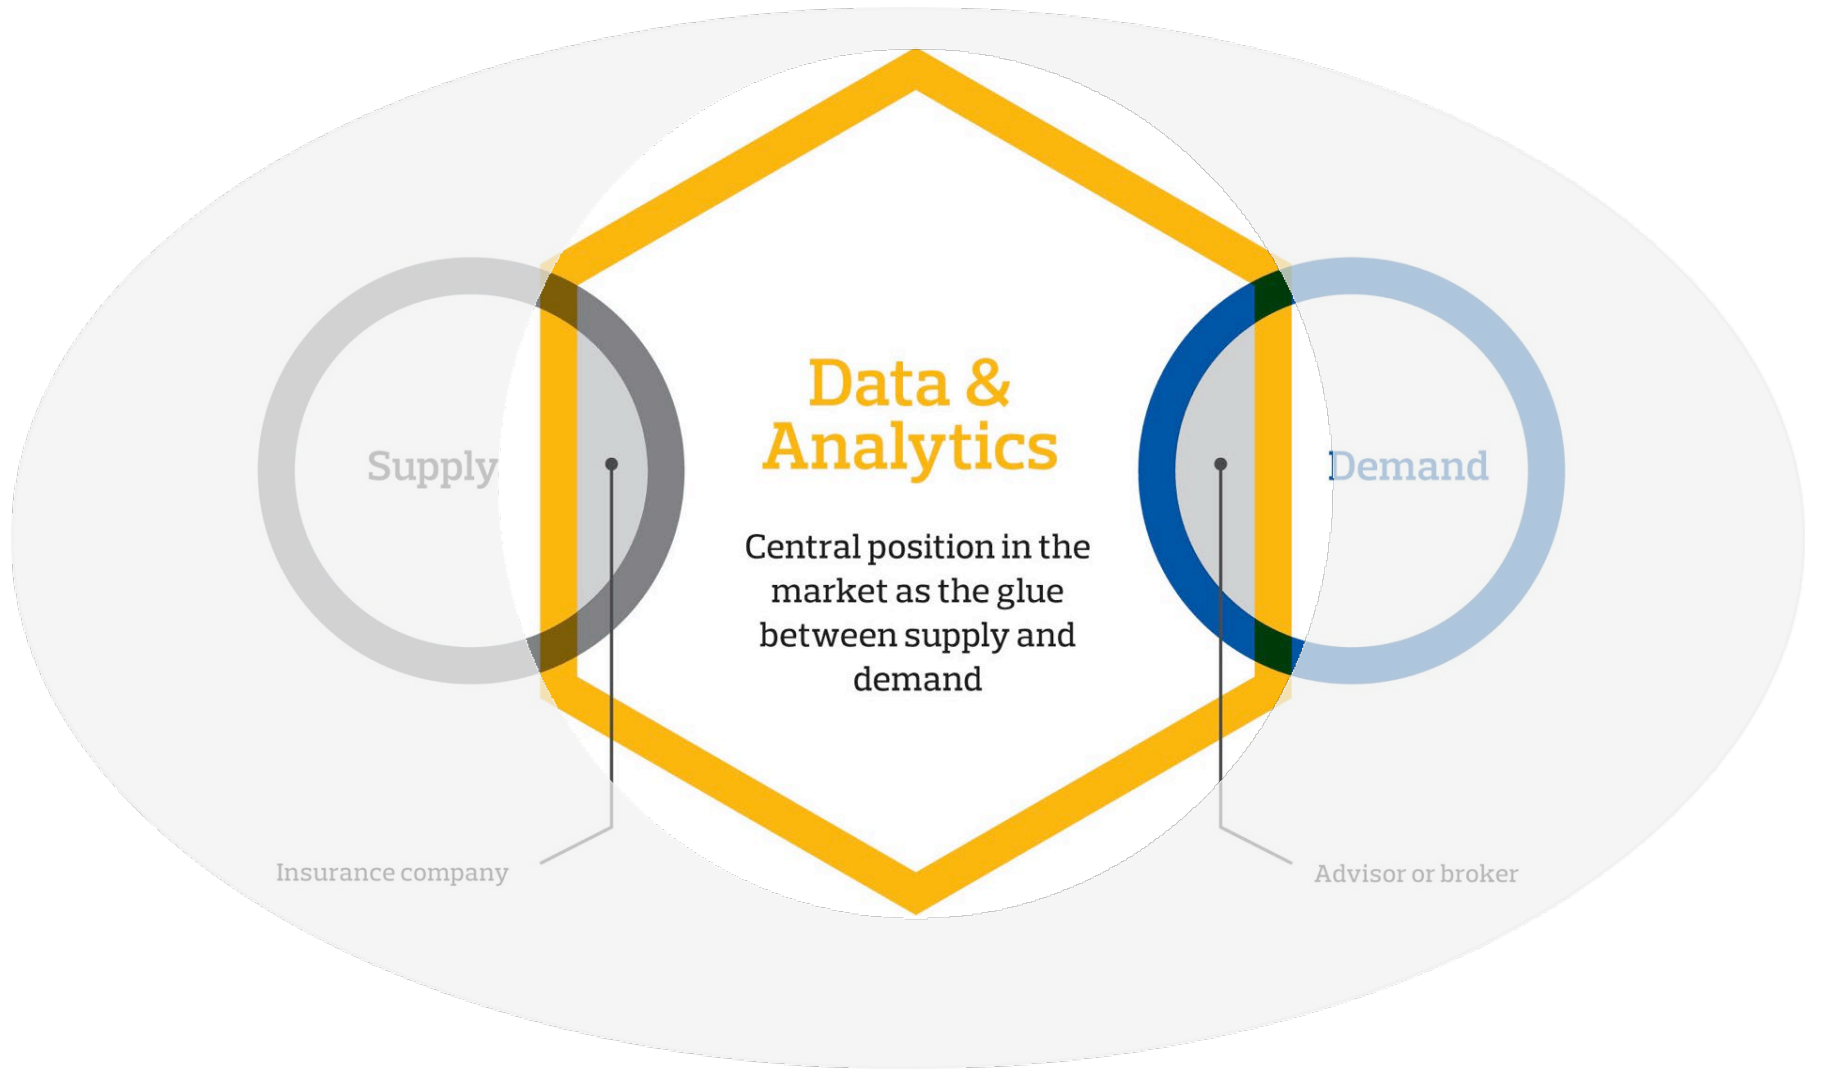 Data &
Analytics
Supply
Demand
Central position in the
market as the glue
between supply and
demand
Insurance company
Advisor or broker